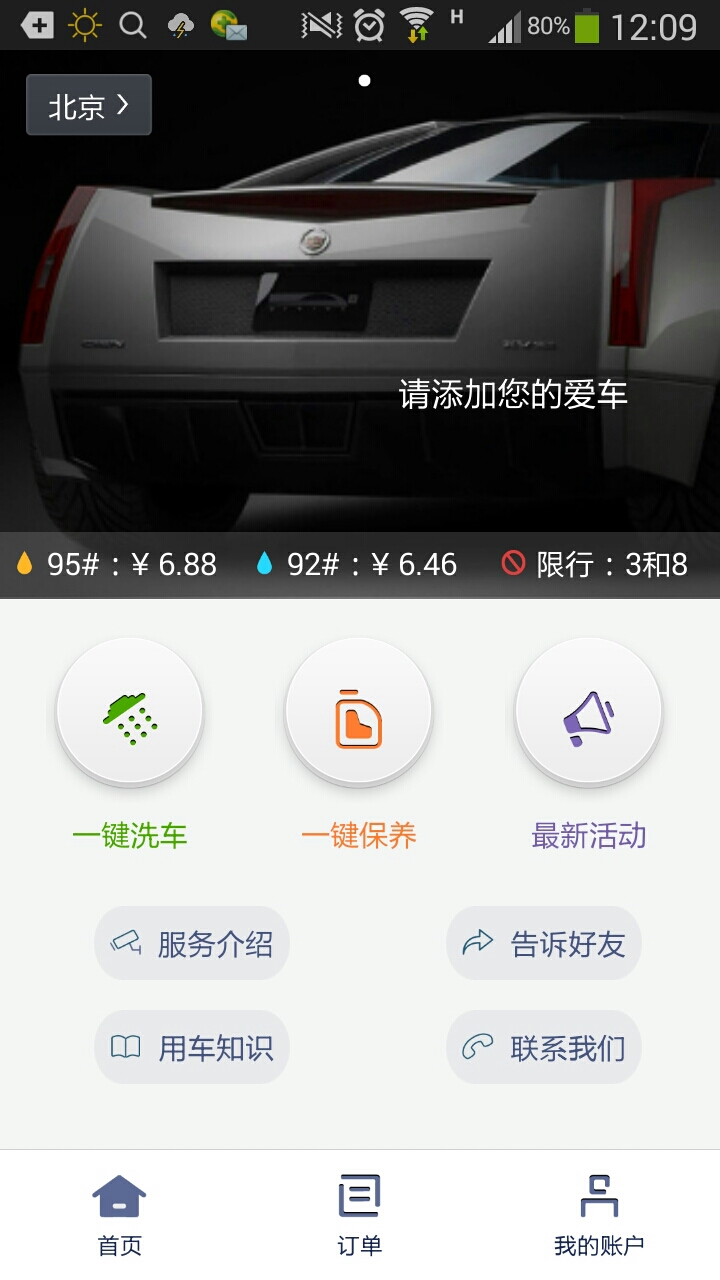 H 80% 12:09
北京
请添加您的爱车
95#：¥ 6.88 92#：¥ 6.46 限行：3和8
一键洗车 一键保养 最新活动
服务介绍 告诉好友
用车知识 联系我们
首页 订单 我的账户